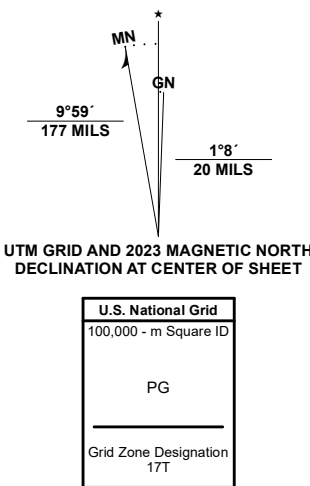 ★
MN
GN
9°59´
177 MILS
1°8´
20 MILS
UTM GRID AND 2023 MAGNETIC NORTH
DECLINATION AT CENTER OF SHEET
U.S. National Grid
100,000 - m Square ID
PG
Grid Zone Designation
17T